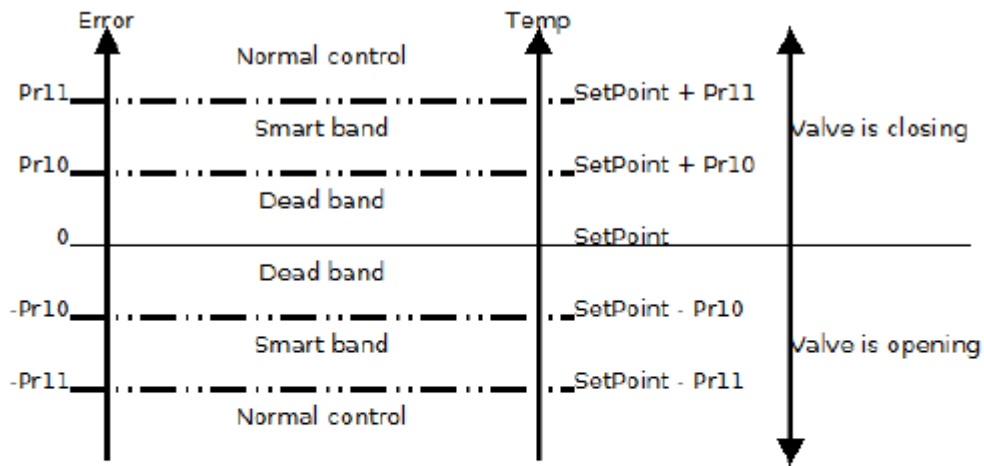 Error
Temp
Normal control
Pr11
SetPoint + Pr11
Smart band
Valve is closing
Pr10
SetPoint + Pr10
Dead band
0
SetPoint
Dead band
-Pr10
SetPoint - Pr10
Smart band
Valve is opening
-Pr11
SetPoint - Pr11
Normal control